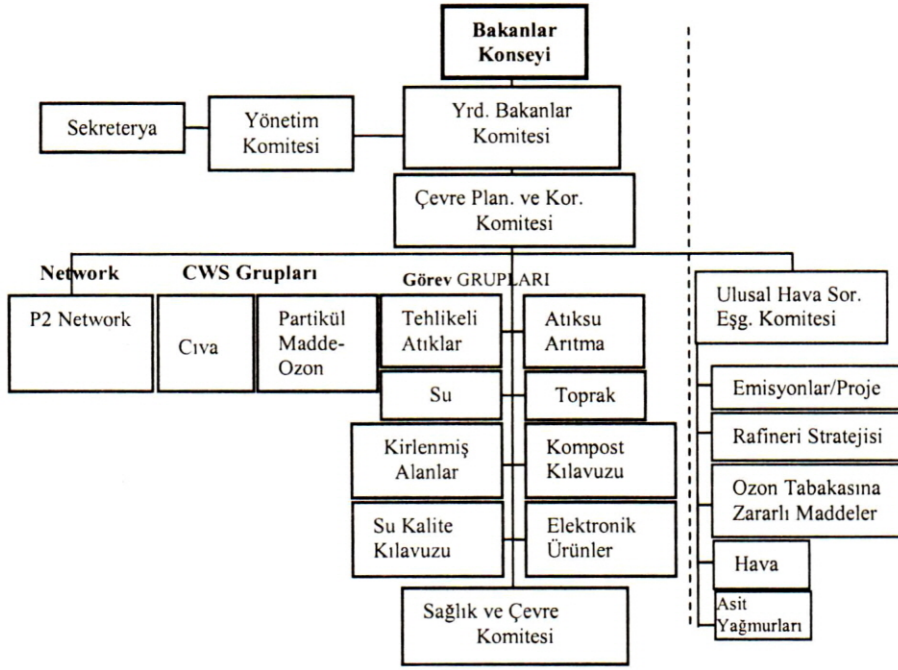 Bakanlar
Konseyi
Sekreterya
Yönetim
Komitesi
Yrd. Bakanlar
Komitesi
Çevre Plan. ve Kor.
Komitesi
Network
CWS Grupları
Görev GRUPLARI
Ulusal Hava Sor.
Eşg. Komitesi
P2 Network
Cıva
Partikül
Madde-
Ozon
Tehlikeli
Atıklar
Atıksu
Arıtma
Su
Toprak
Kirlenmiş
Alanlar
Kompost
Kılavuzu
Su Kalite
Kılavuzu
Elektronik
Ürünler
Sağlık ve Çevre
Komitesi
Emisyonlar/Proje
Rafineri Stratejisi
Ozon Tabakasına
Zararlı Maddeler
Hava
Asit
Yağmurları